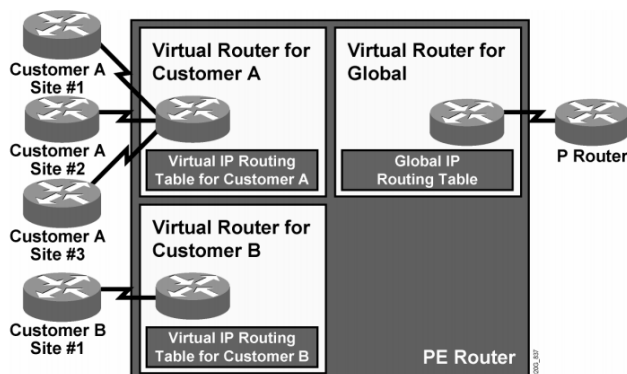 Customer A
Site #1
Customer A
Site #2
Customer A
Site #3
Customer B
Site #1
Virtual Router for
Customer A
Virtual IP Routing
Table for Customer A
Virtual Router for
Global
Global IP
Routing Table
P Router
Virtual Router for
Customer B
Virtual IP Routing
Table for Customer B
PE Router